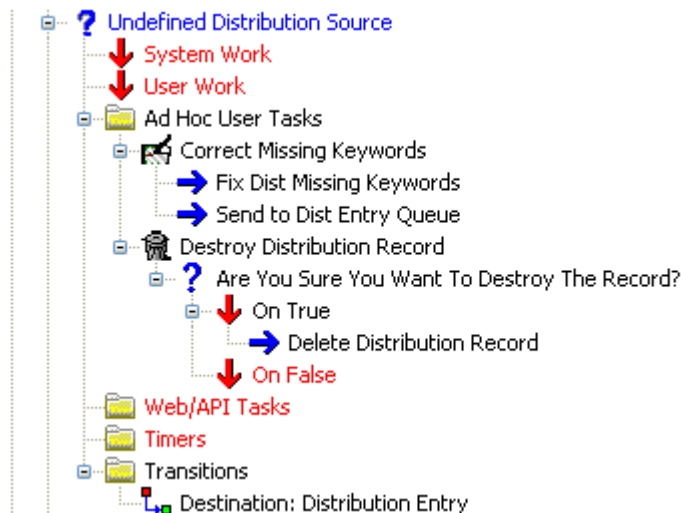 Undefined Distribution Source
System Work
User Work
Ad Hoc User Tasks
Correct Missing Keywords
Fix Dist Missing Keywords
Send to Dist Entry Queue
Destroy Distribution Record
Are You Sure You Want To Destroy The Record?
On True
Delete Distribution Record
On False
Web/API Tasks
Timers
Transitions
Destination: Distribution Entry